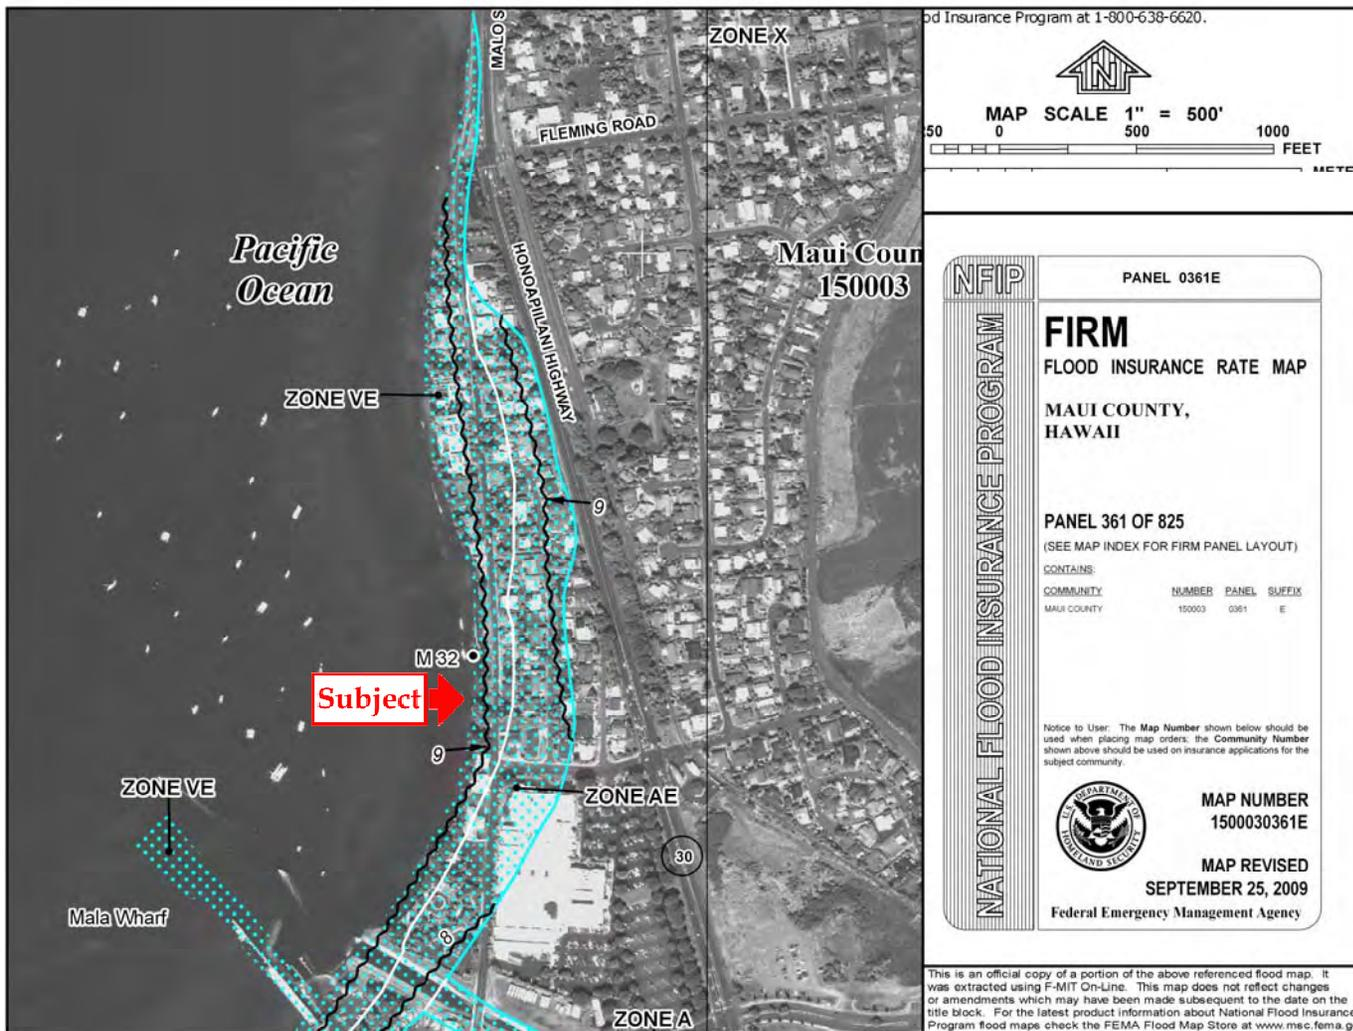 MALO S
ZONE X
FLEMING ROAD
Pacific
Ocean
HONOAPIILANI HIGHWAY
Maui Coun
150003
ZONE VE
9
M 32
Subject
9
ZONE VE
ZONE AE
30
Mala Wharf
8
ZONE A
od Insurance Program at 1-800-638-6620.
N
MAP SCALE 1" = 500'
50 0 500 1000
FEET
METE
NFIP
PANEL 0361E
NATIONAL FLOOD INSURANCE PROGRAM
FIRM
FLOOD INSURANCE RATE MAP
MAUI COUNTY,
HAWAII
PANEL 361 OF 825
(SEE MAP INDEX FOR FIRM PANEL LAYOUT)
CONTAINS:
COMMUNITY NUMBER PANEL SUFFIX
MAUI COUNTY 150003 0361 E
Notice to User: The Map Number shown below should be
used when placing map orders: the Community Number
shown above should be used on insurance applications for the
subject community.
U.S. DEPARTMENT OF HOMELAND SECURITY
MAP NUMBER
1500030361E
MAP REVISED
SEPTEMBER 25, 2009
Federal Emergency Management Agency
This is an official copy of a portion of the above referenced flood map. It
was extracted using F-MIT On-Line. This map does not reflect changes
or amendments which may have been made subsequent to the date on the
title block. For the latest product information about National Flood Insurance
Program flood maps check the FEMA Flood Map Store at www.msc.fema.g